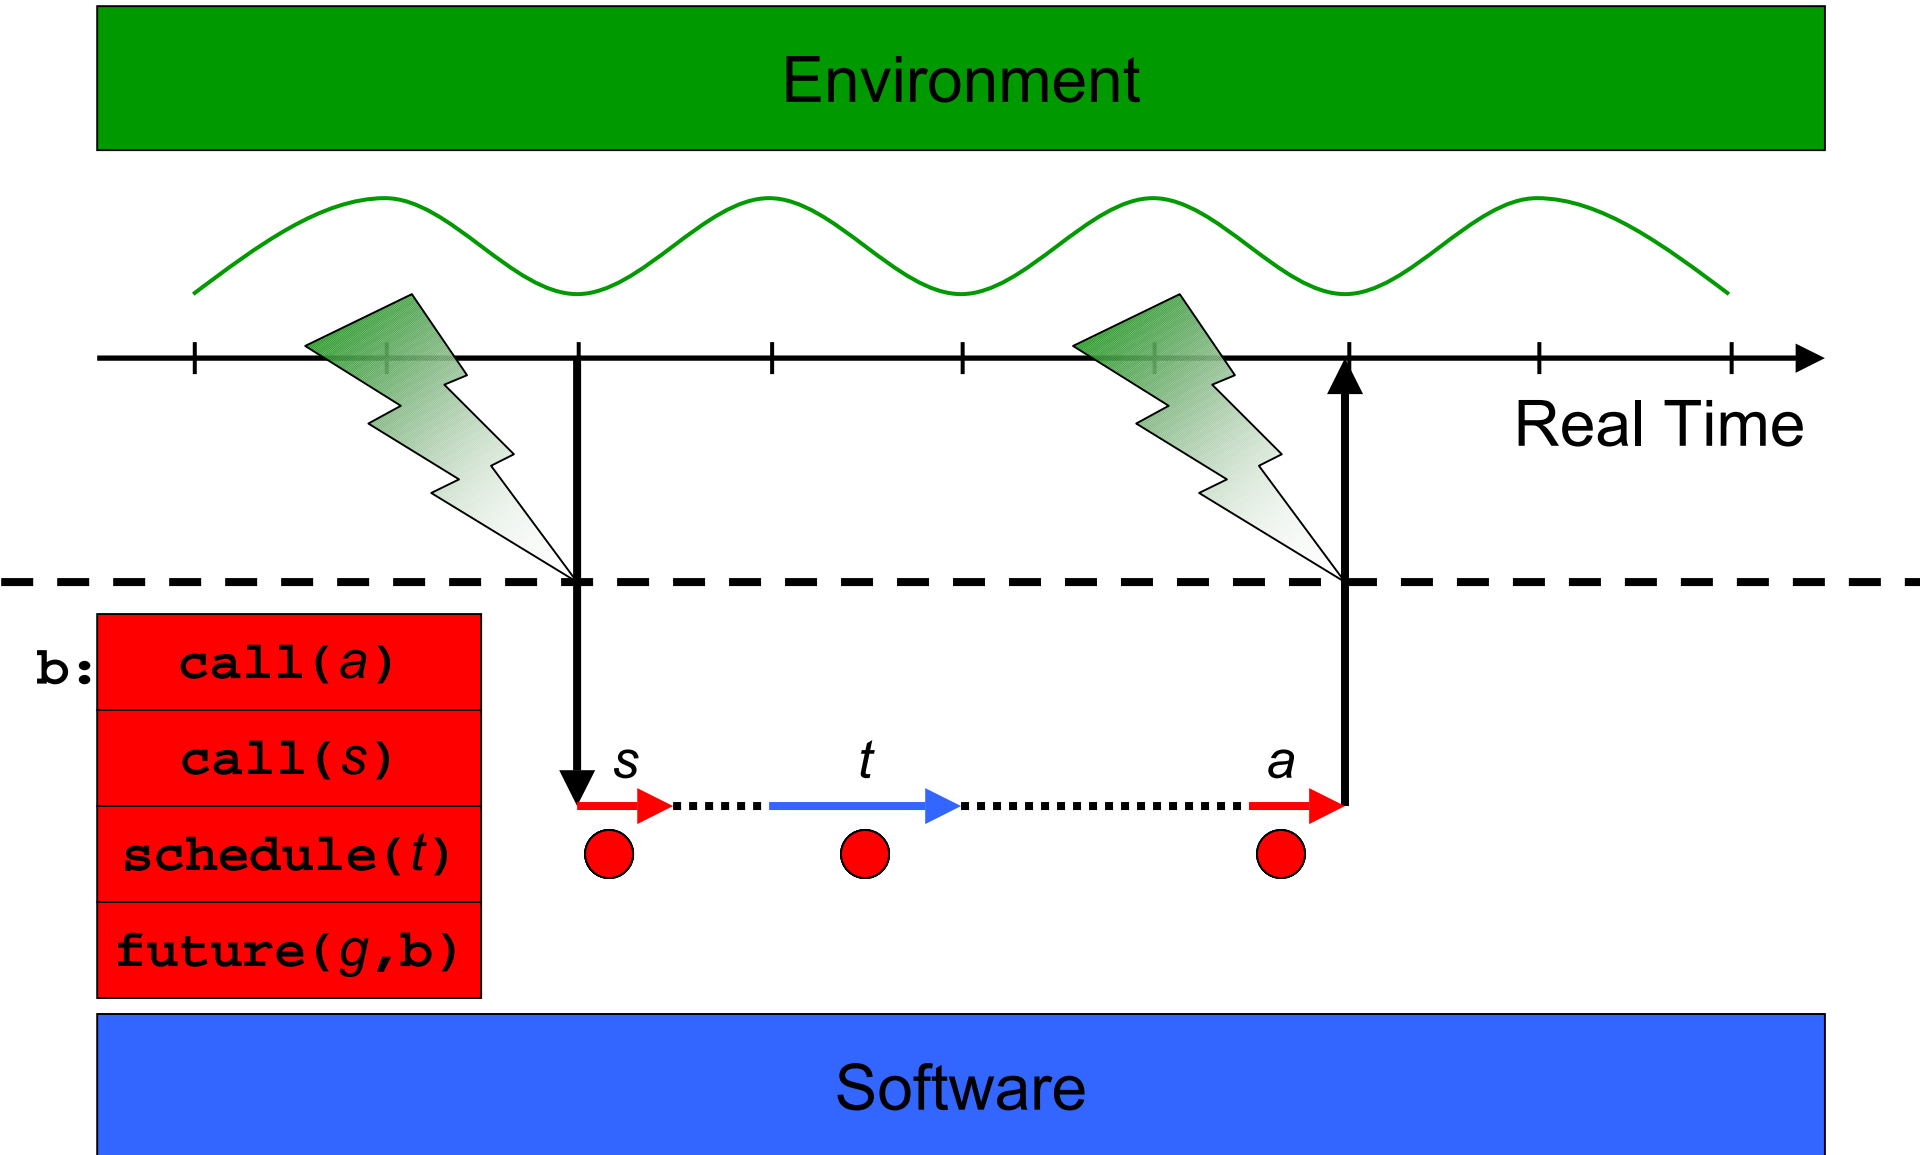 Environment
Real Time
b:
call(a)
call(s)
schedule(t)
future(g,b)
s
t
a
Software